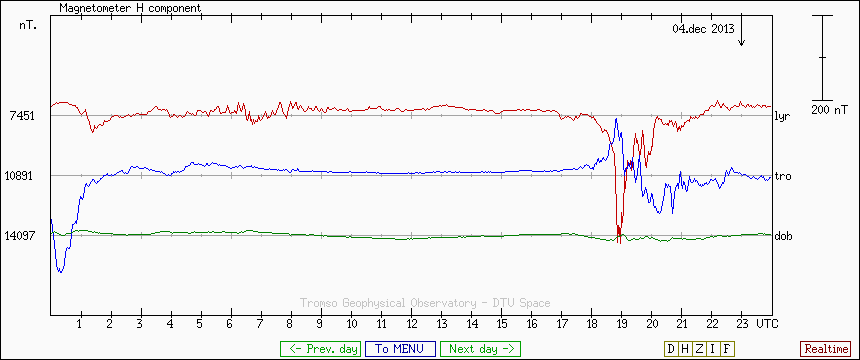 Magnetometer H component
nT.
04.dec 2013
200 nT
7451 lyr
10891 tro
14097 dob
Tromso Geophysical Observatory - DTU Space
1 2 3 4 5 6 7 8 9 10 11 12 13 14 15 16 17 18 19 20 21 22 23 UTC
<- Prev. day To MENU Next day -> D H Z I F Realtime